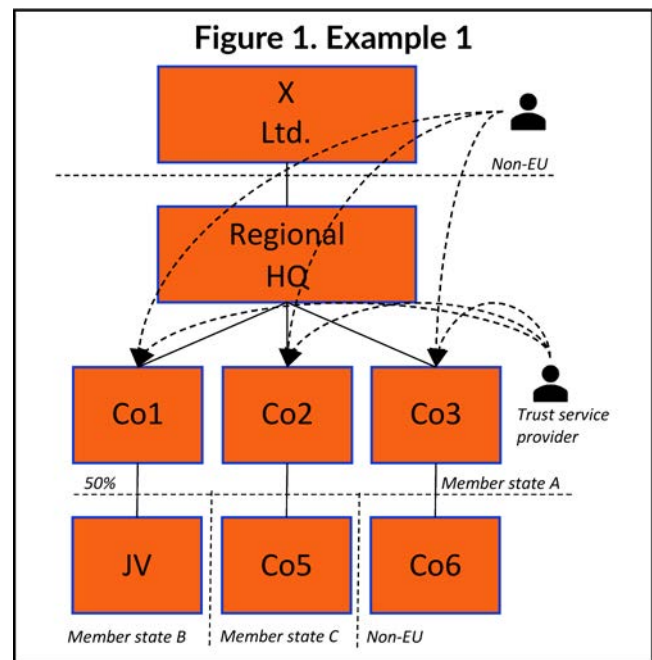 Figure 1. Example 1
X
Ltd.
Non-EU
Regional
HQ
Co1
Co2
Co3
Trust service
provider
50%
Member state A
JV
Co5
Co6
Member state B
Member state C
Non-EU